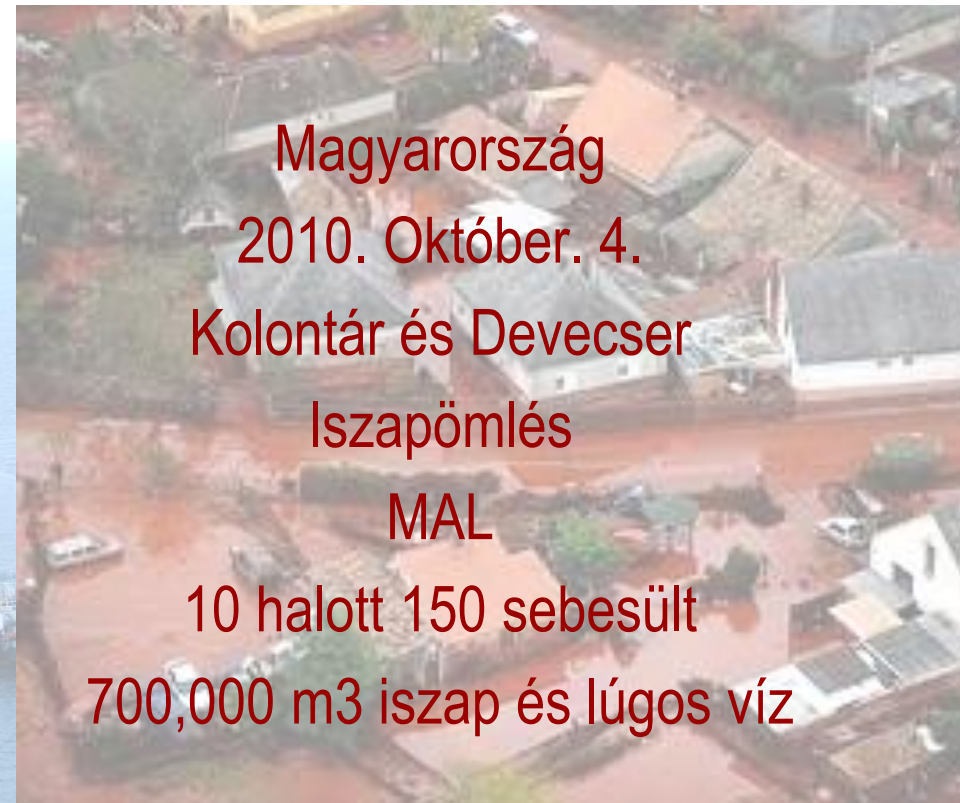 Magyarország
2010. Október. 4.
Kolontár és Devecser
Iszapömlés
MAL
10 halott 150 sebesült
700,000 m3 iszap és lúgos víz